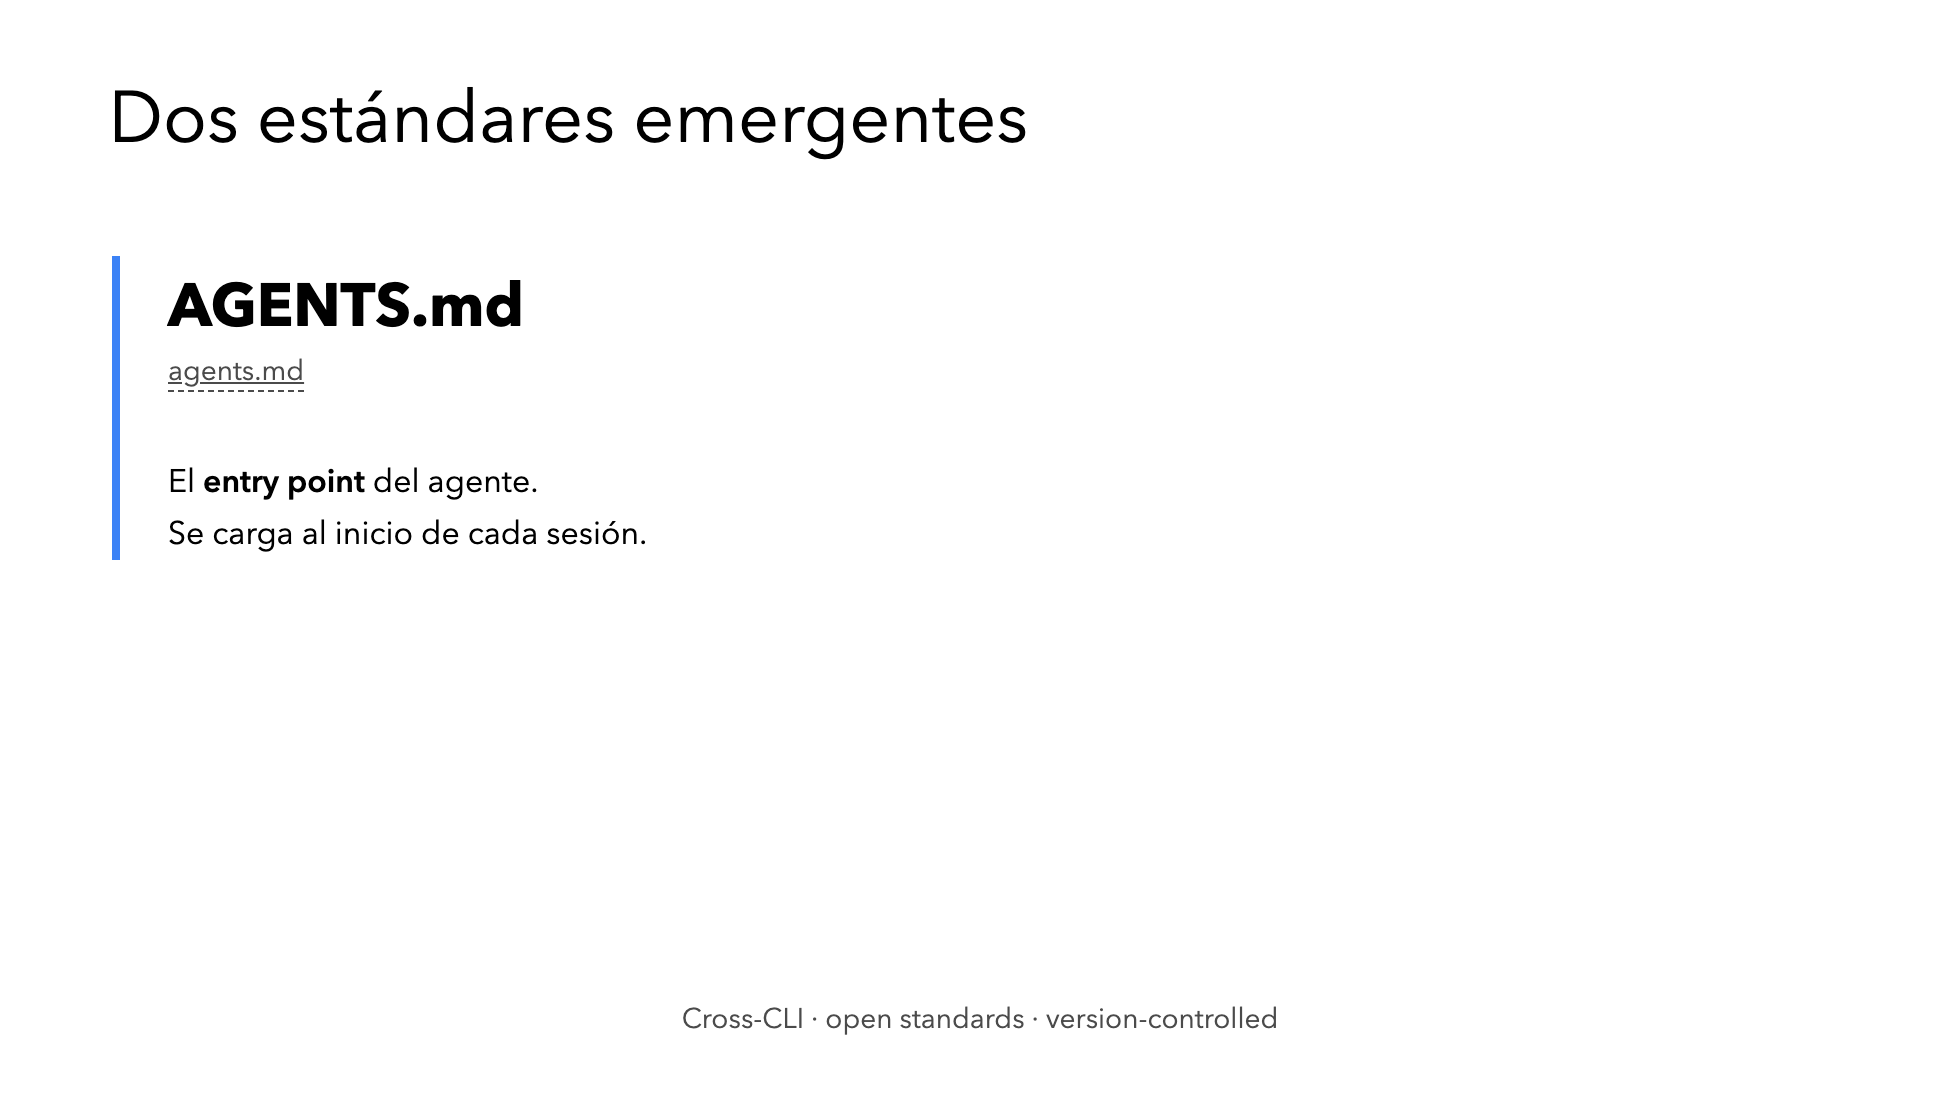 Dos estándares emergentes
AGENTS.md
agents.md
El entry point del agente.
Se carga al inicio de cada sesión.
Cross-CLI · open standards · version-controlled